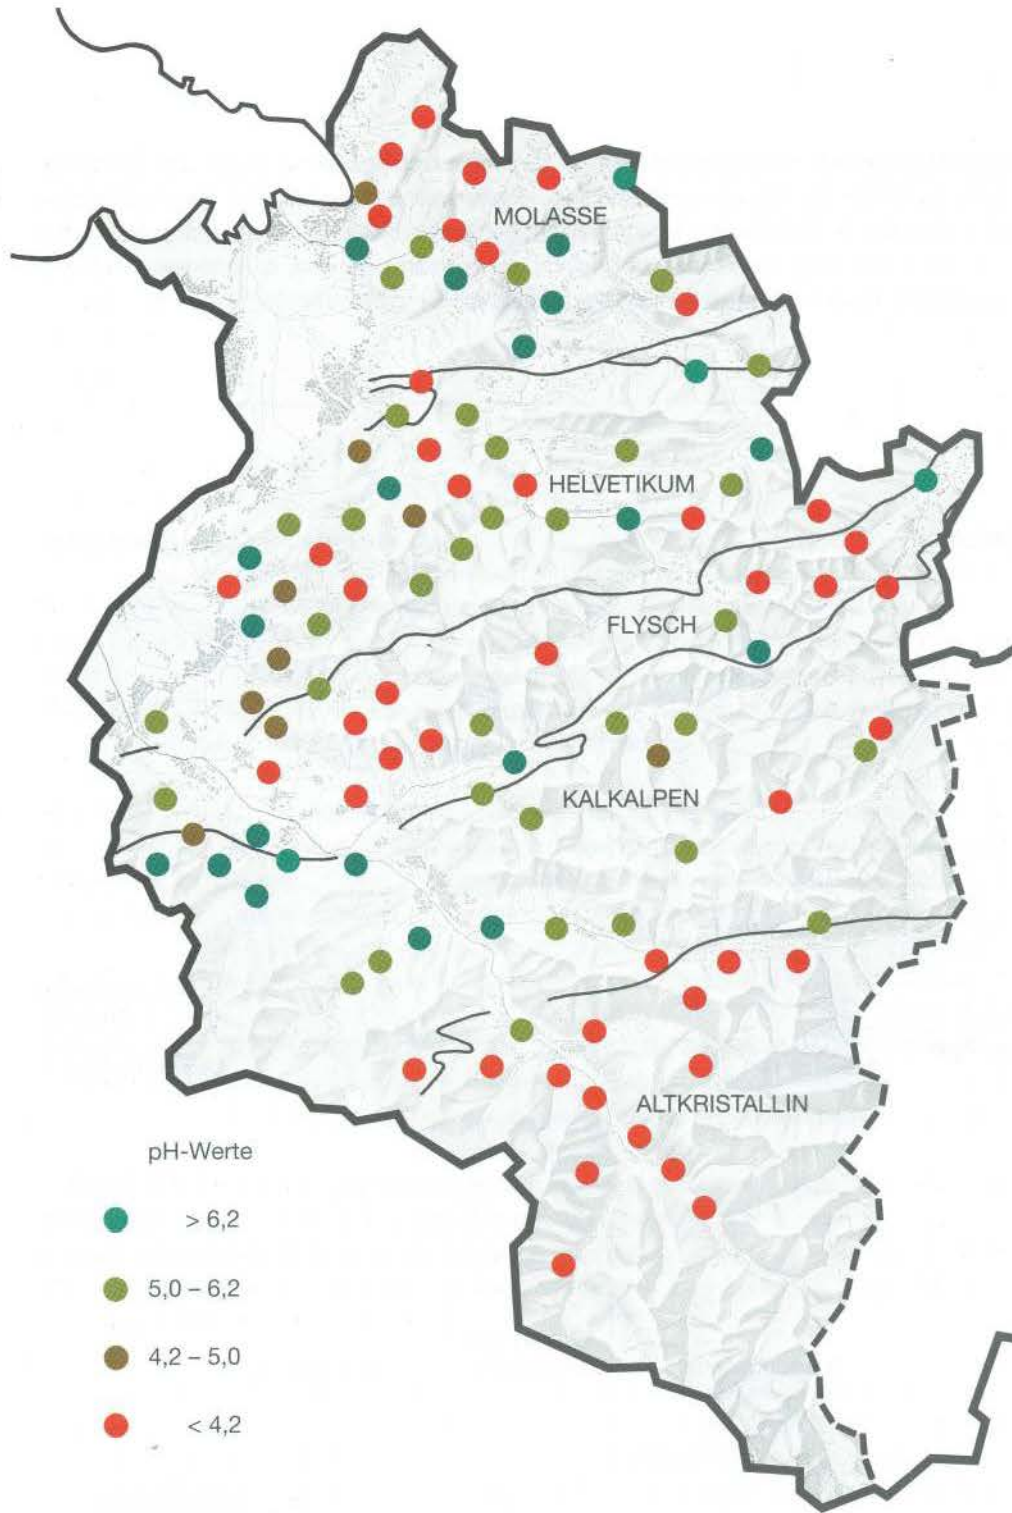 MOLASSE
HELVETIKUM
FLYSCH
KALKALPEN
ALTKRISTALLIN
pH-Werte
> 6,2
5,0 – 6,2
4,2 – 5,0
< 4,2